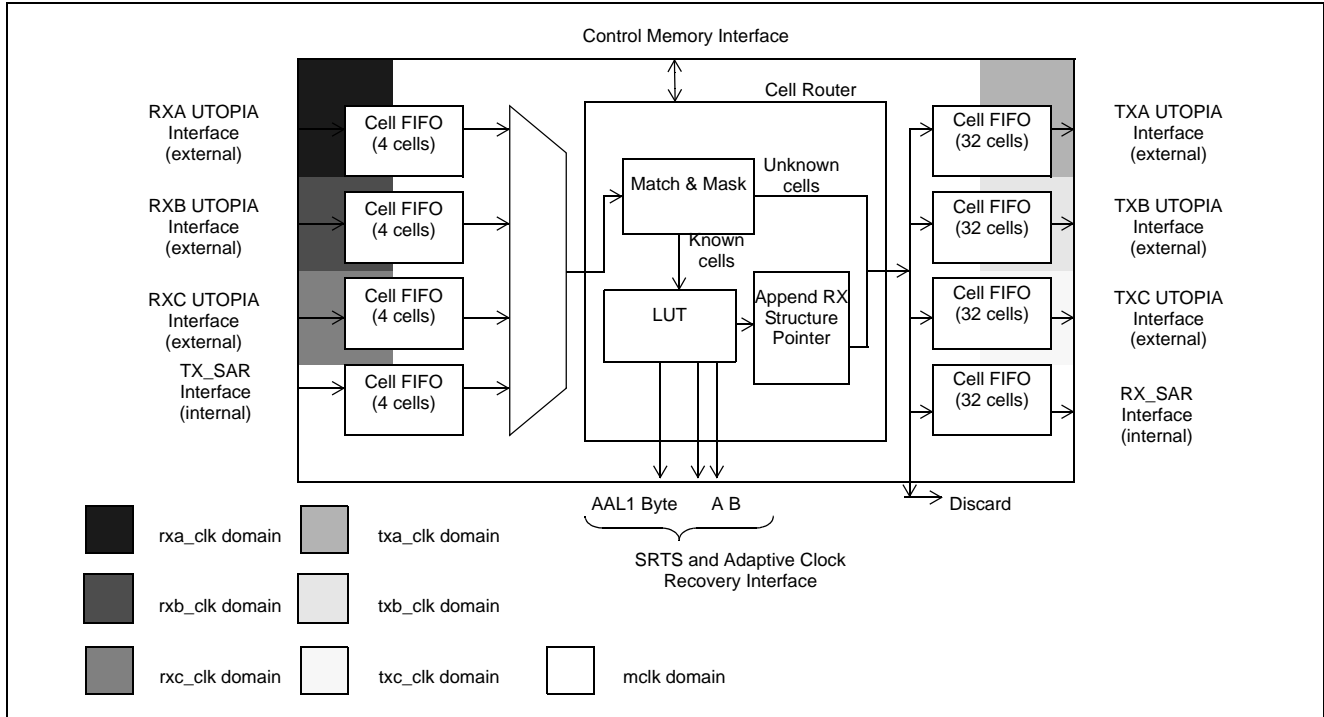 Control Memory Interface
Cell Router
RXA UTOPIA
Interface
(external)
Cell FIFO
(4 cells)
RXB UTOPIA
Interface
(external)
Cell FIFO
(4 cells)
RXC UTOPIA
Interface
(external)
Cell FIFO
(4 cells)
TX_SAR
Interface
(internal)
Cell FIFO
(4 cells)
Match & Mask
Unknown
cells
Known
cells
LUT
Append RX
Structure
Pointer
Cell FIFO
(32 cells)
TXA UTOPIA
Interface
(external)
Cell FIFO
(32 cells)
TXB UTOPIA
Interface
(external)
Cell FIFO
(32 cells)
TXC UTOPIA
Interface
(external)
Cell FIFO
(32 cells)
RX_SAR
Interface
(internal)
AAL1 Byte
A B
Discard
SRTS and Adaptive Clock
Recovery Interface
rxa_clk domain
txa_clk domain
rxb_clk domain
txb_clk domain
rxc_clk domain
txc_clk domain
mclk domain